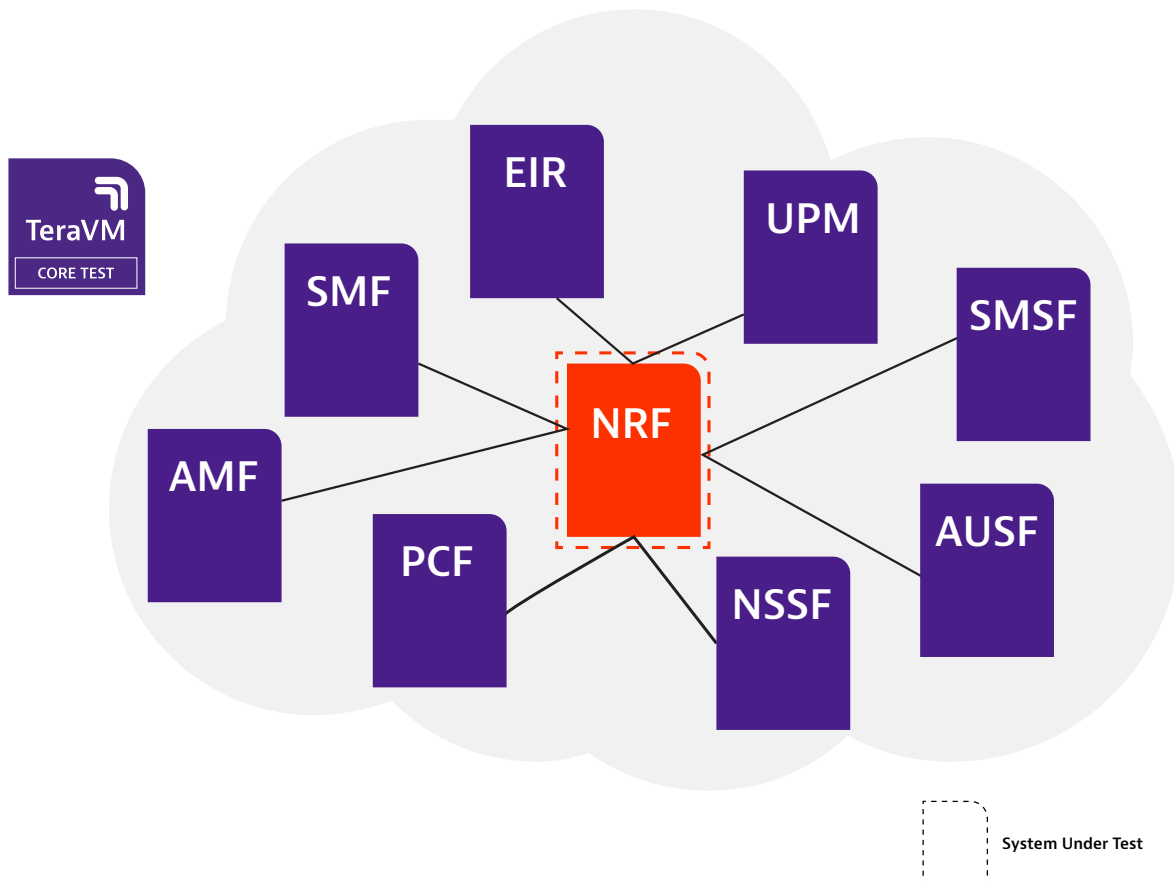 EIR
UPM
TeraVM
CORE TEST
SMF
SMSF
NRF
AMF
AUSF
PCF
NSSF
System Under Test